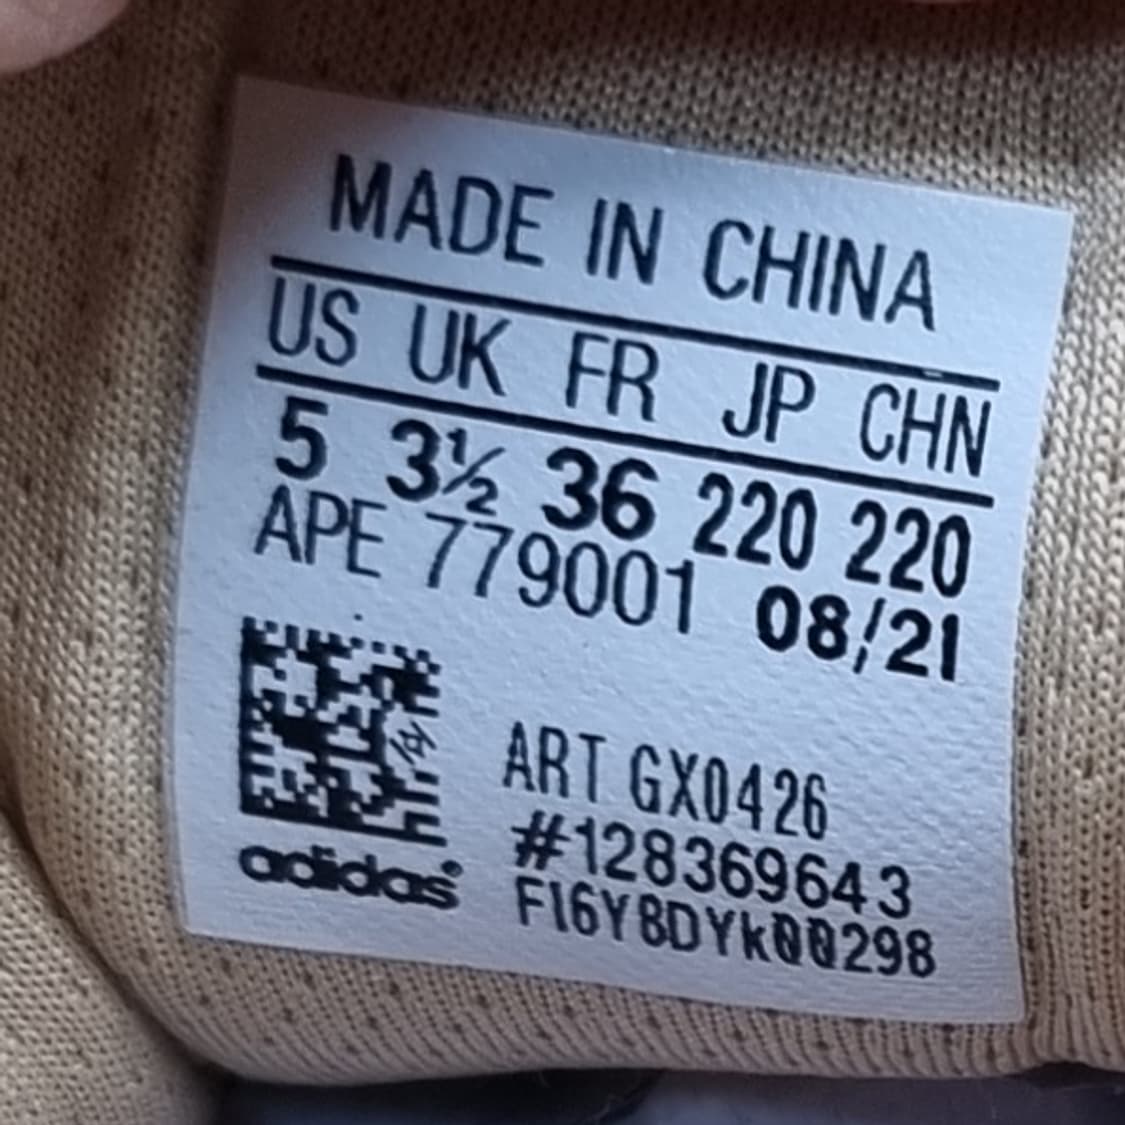 MADE IN CHINA
US UK FR JP CHN
5 3½ 36 220 220
APE 779001 08/21
ART GX0426
#128369643
adidas
FI6Y8DYk00298